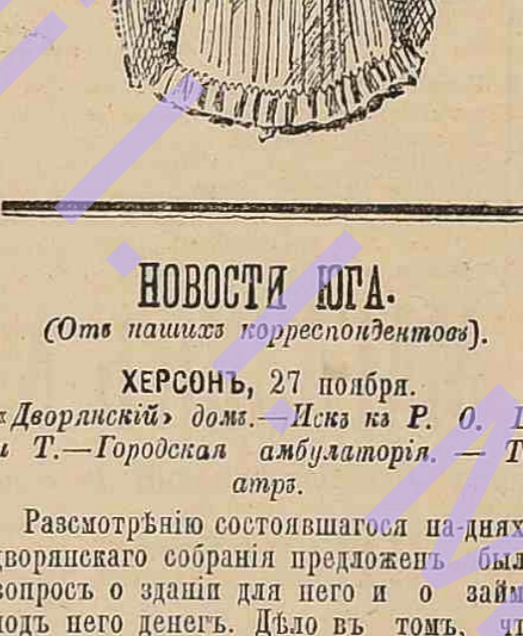 НОВОСТИ ЮГА.
(Отъ нашихъ корреспондентовъ).
ХЕРСОНЪ, 27 ноября.
«Дворянскій» домъ.—Искъ къ Р. О.
и Т.—Городская амбулаторія. — Т
атръ.
Разсмотрѣнію состоявшагося на-дняхъ
дворянскаго собранія предложенъ был
вопросъ о зданіи для него и о займ
подъ него денегъ. Дѣло въ томъ, чт